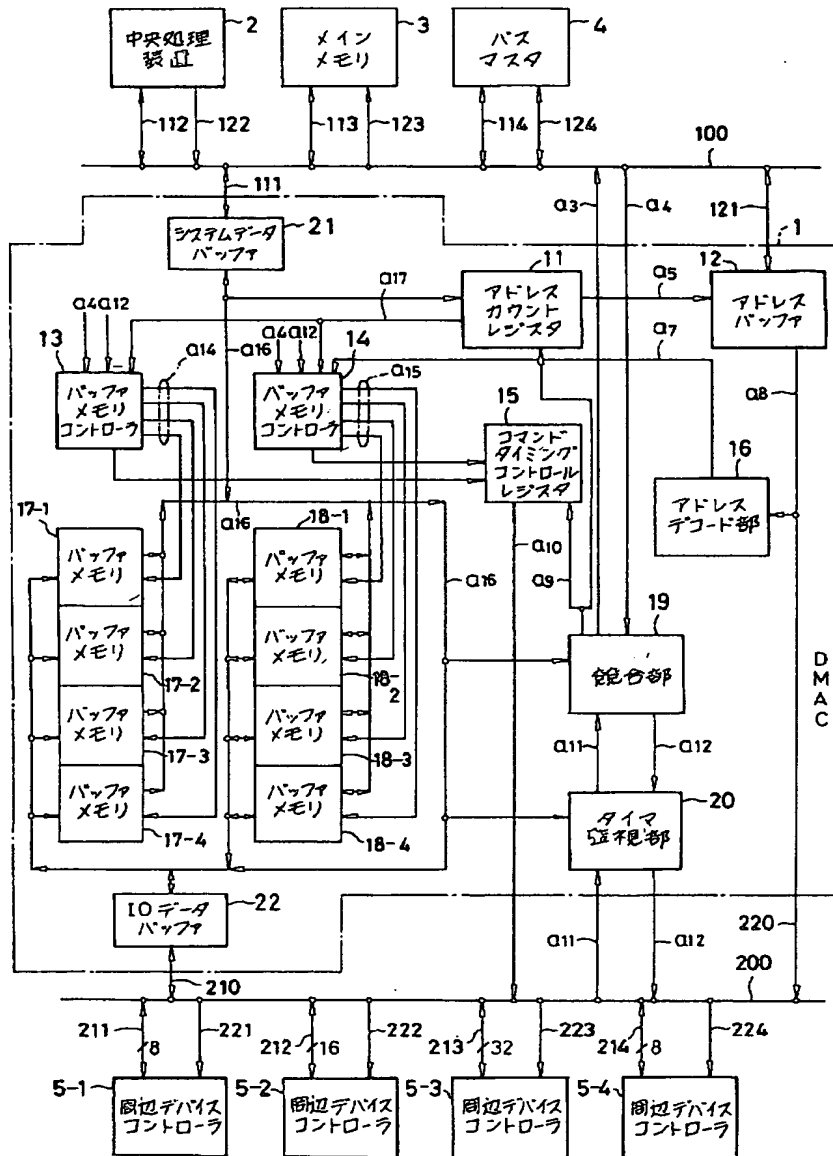 2
中央処理
装置
3
メイン
メモリ
4
バス
マスタ
112
122
113
123
114
124
100
111
a3
a4
121
1
システムデータ
バッファ
21
11
アドレス
カウント
レジスタ
a5
12
アドレス
バッファ
a17
a4
a12
a16
a4
a12
a7
13
バッファ
メモリ
コントローラ
a14
14
バッファ
メモリ
コントローラ
a15
a8
15
コマンド
タイミング
コントロール
レジスタ
16
アドレス
デコード部
17-1
a16
18-1
バッファ
メモリ
バッファ
メモリ
a10
a9
a16
バッファ
メモリ
17-2
バッファ
メモリ
18-2
19
競合部
D
M
A
C
バッファ
メモリ
17-3
バッファ
メモリ
18-3
a11
a12
バッファ
メモリ
17-4
バッファ
メモリ
18-4
20
タイマ
監視部
IOデータ
バッファ
22
a11
a12
220
210
200
211
8
221
212
16
222
213
32
223
214
8
224
5-1
周辺デバイス
コントローラ
5-2
周辺デバイス
コントローラ
5-3
周辺デバイス
コントローラ
5-4
周辺デバイス
コントローラ